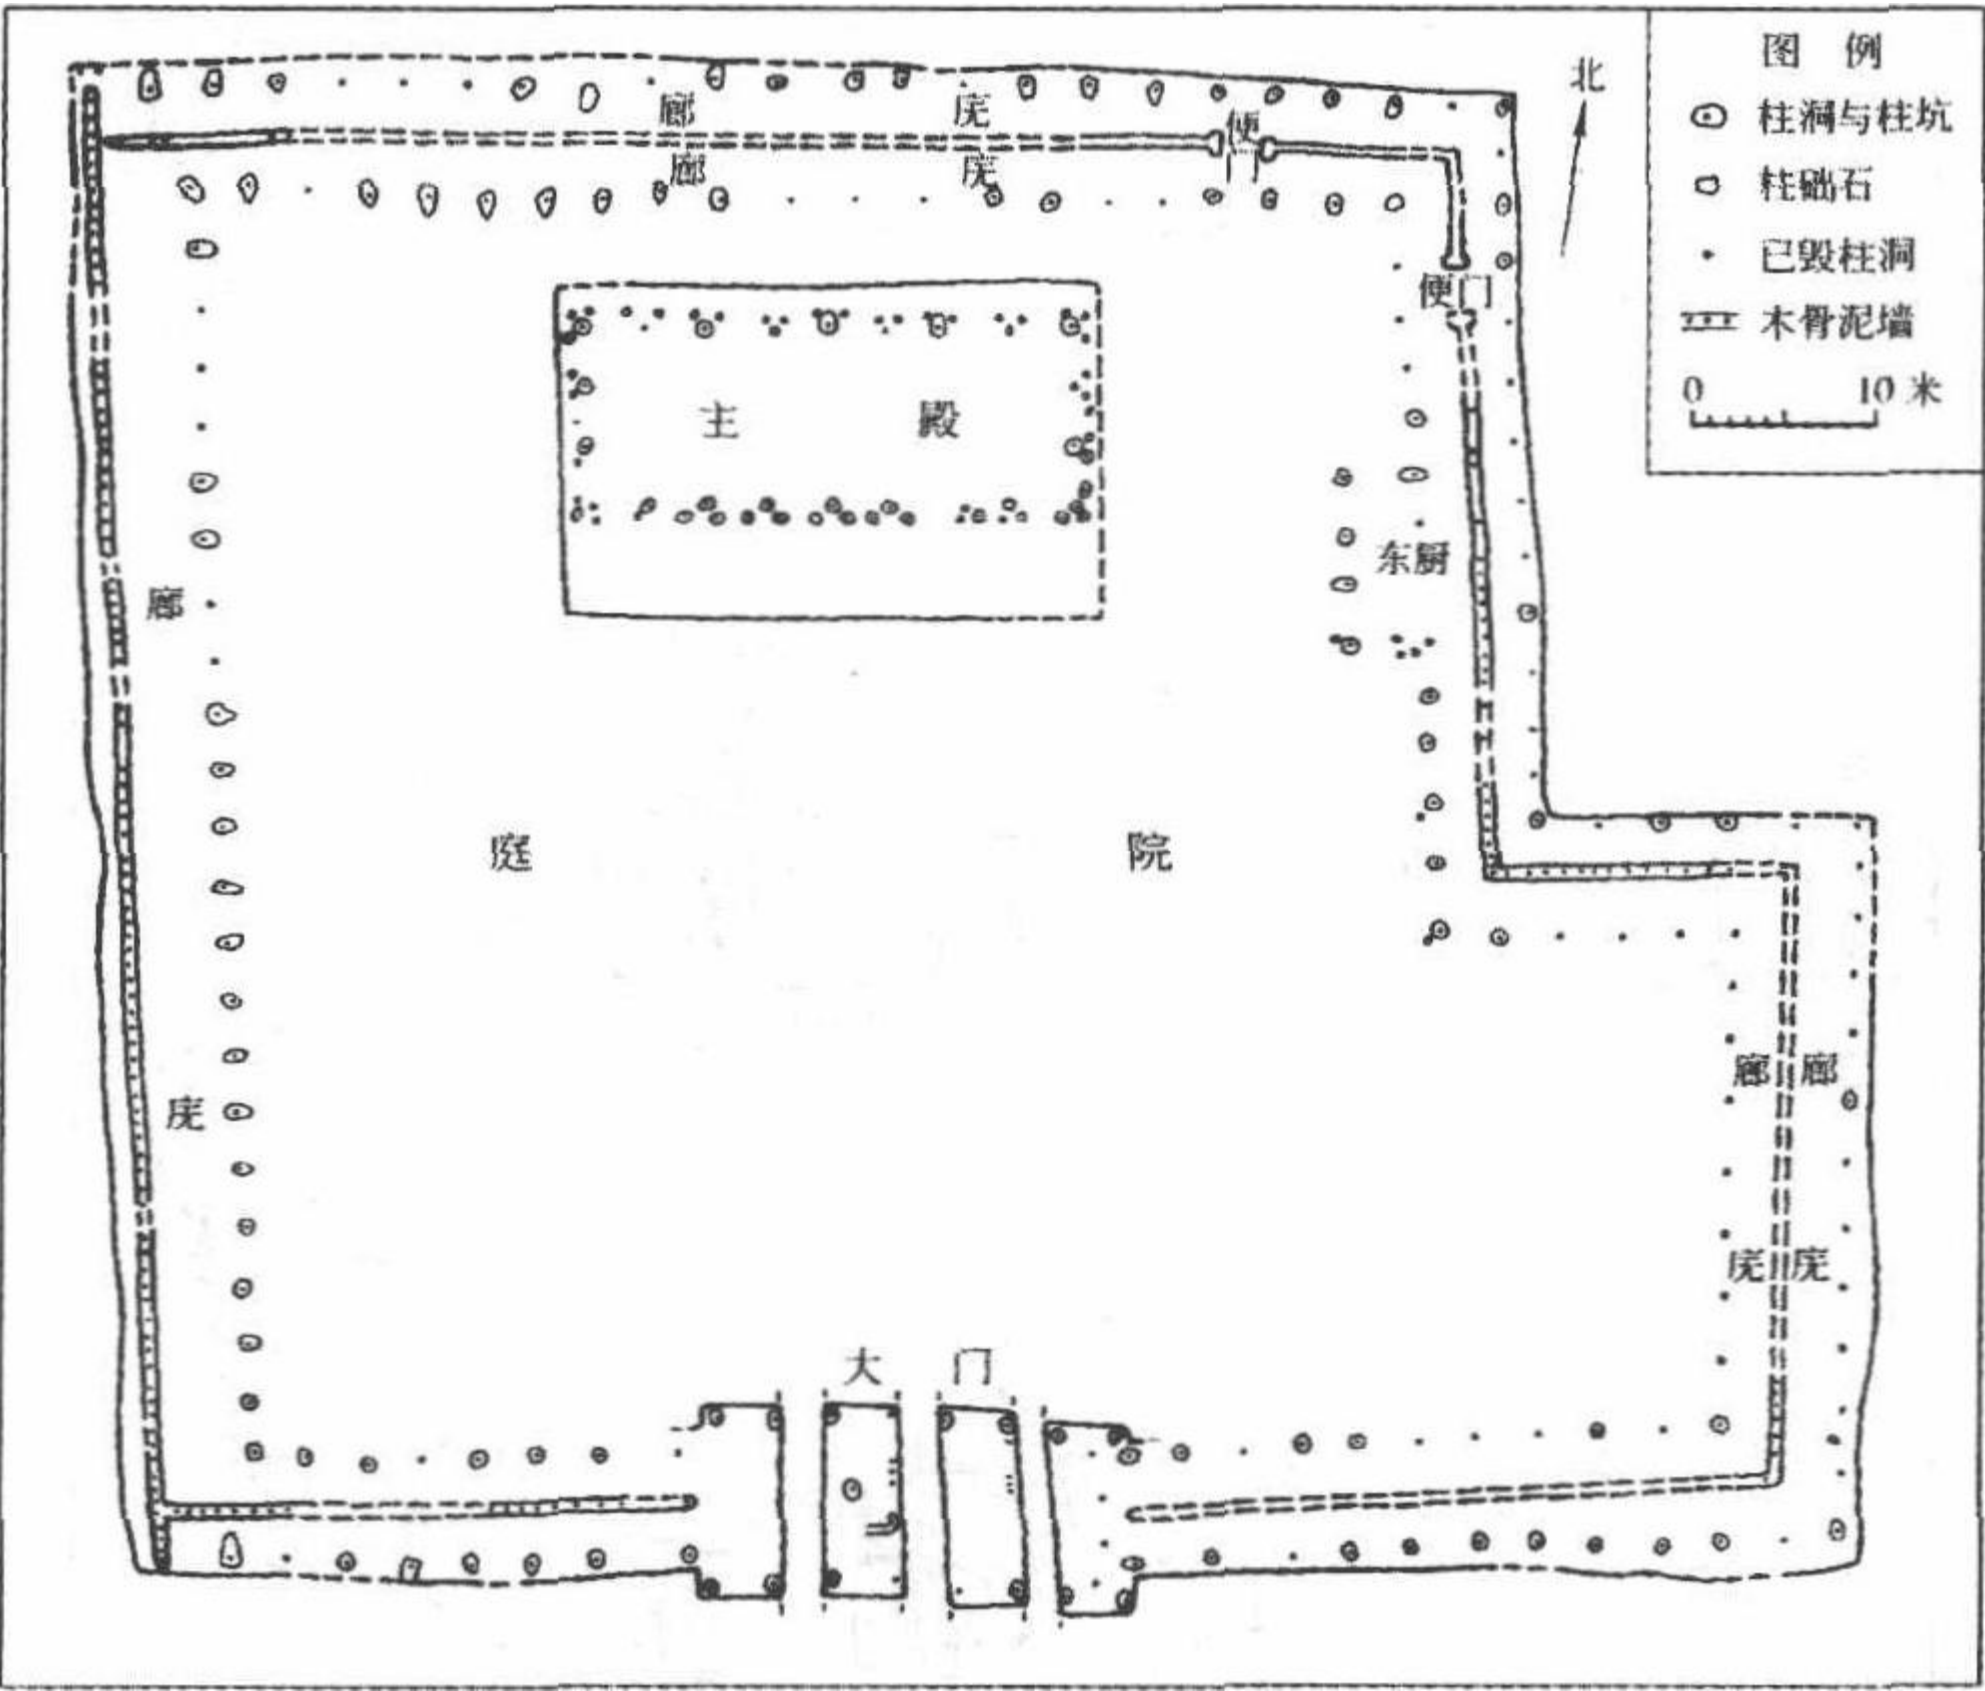 图 例
柱洞与柱坑
柱础石
已毁柱洞
木骨泥墙
0 10 米
北
廊 庑
便
廊 庑
便门
主 殿
东厨
廊
庭 院
廊 廊
庑
庑 庑
大 门